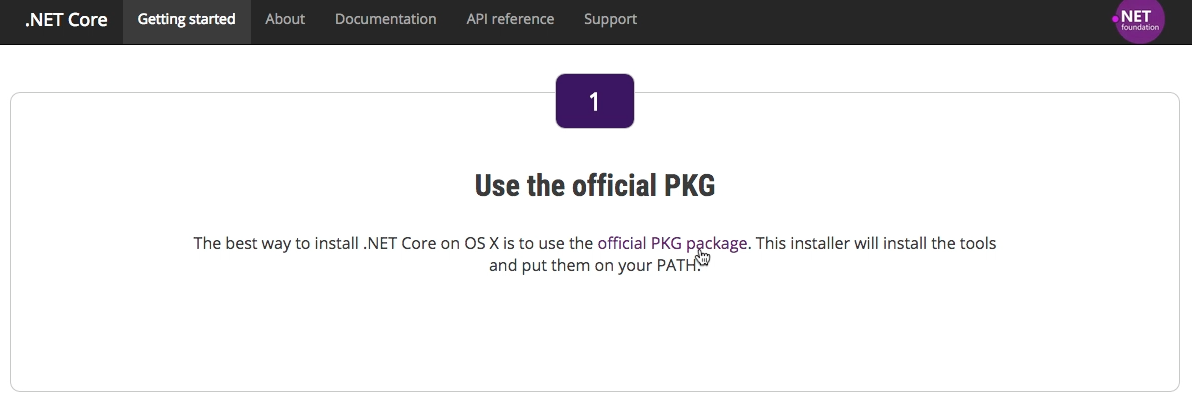 .NET Core Getting started About Documentation API reference Support .NET foundation
1
Use the official PKG
The best way to install .NET Core on OS X is to use the official PKG package. This installer will install the tools
and put them on your PATH.